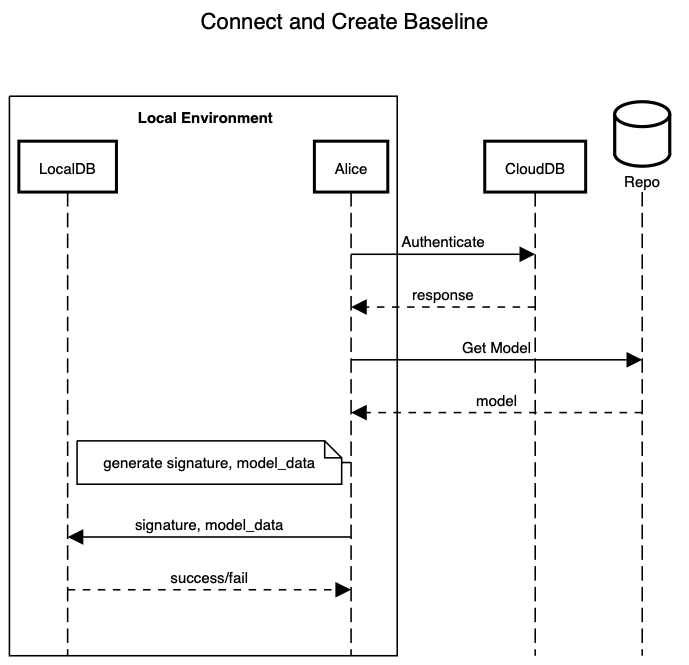 Connect and Create Baseline
Local Environment
LocalDB
Alice
CloudDB
Repo
Authenticate
response
Get Model
model
generate signature, model_data
signature, model_data
success/fail